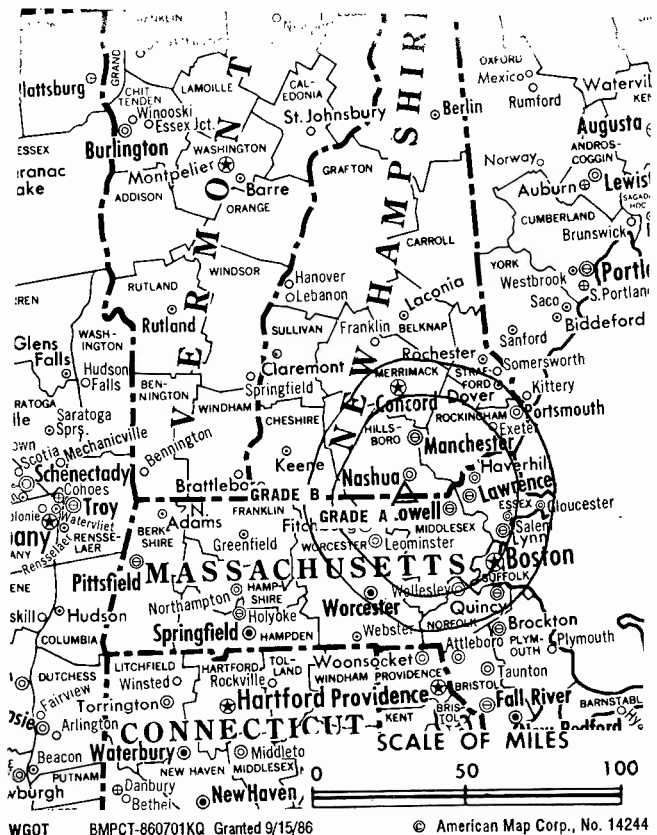 GRAND
LAMOILLE
CAL-
EDONIA
OXFORD
Mexico
Rumford
CHIT
TENDEN
Winooski
Essex Jct.
St. Johnsbury
Berlin
Augusta
Burlington
WASHINGTON
Montpelier
Barre
ADDISON
ORANGE
GRAFTON
Norway
ANDROS-
COGGIN
Auburn
CUMBERLAND
Brunswick
VERMONT
CARROLL
YORK
Westbrook
S.Portlan
Saco
Biddeford
RUTLAND
WINDSOR
Hanover
Lebanon
Laconia
Rutland
SULLIVAN
Franklin
BELKNAP
Sanford
WASH-
INGTON
Glens
Falls
Hudson
Falls
Claremont
Springfield
Rochester
Somersworth
MERRIMACK
STRAF-
FORD
Dover
Kittery
BEN-
NINGTON
WINDHAM
CHESHIRE
Concord
ROCKINGHAM
Portsmouth
Exeter
Saratoga
Sprs.
Mechanicville
HILLS-
BORO
Manchester
Scotia
Schenectady
Bennington
Keene
Nashua
Haverhill
Cohoes
Troy
Watervliet
Brattlebor
GRADE B
Lawrence
RENSSE-
LAER
Rensselaer
BERK-
SHIRE
N.
Adams
FRANKLIN
Fitch
GRADE A
Lowell
ESSEX
Gloucester
Greenfield
WORCESTER
Leominster
MIDDLESEX
Salem
Lynn
Pittsfield
MASSACHUSETTS
Boston
SUFFOLK
Northampton
HAMP-
SHIRE
Holyoke
Worcester
Wellesley
Quincy
Hudson
COLUMBIA
Springfield
HAMPDEN
Webster
NORFOLK
Brockton
PLYM-
OUTH
Plymouth
Attleboro
Taunton
LITCHFIELD
Winsted
HARTFORD
Rockville
TOL-
LAND
Woonsocket
WINDHAM
PROVIDENCE
DUTCHESS
Fairview
Torrington
Hartford
Providence
BRISTOL
Fall River
BARNSTABL
Arlington
CONNECTICUT
KENT
BRIS-
TOL
Beacon
PUTNAM
Waterbury
Middleto
SCALE OF MILES
NEW HAVEN
MIDDLESEX
Danbury
Bethel
New Haven
0 50 100
NEW HAMPSHIR
WGOT BMPCT-860701KQ Granted 9/15/86 © American Map Corp., No. 14244